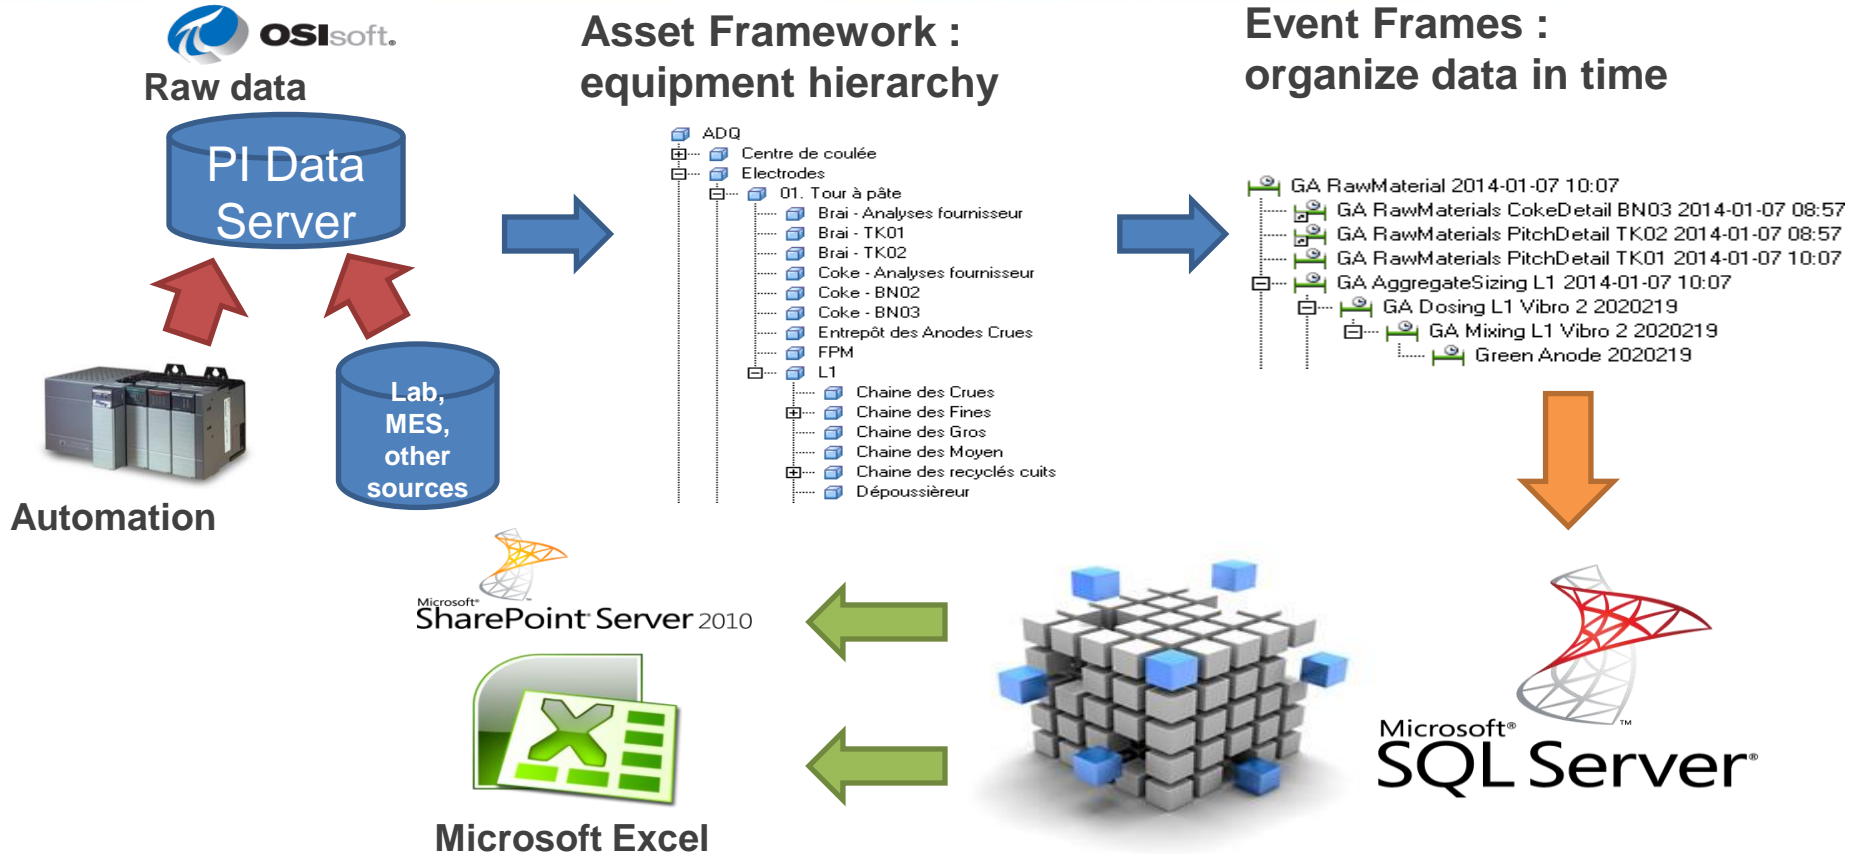 OSIsoft.
Raw data
PI Data
Server
Lab,
MES,
other
sources
Automation
Asset Framework :
equipment hierarchy
ADQ
Centre de coulée
Electrodes
01. Tour à pâte
Brai - Analyses fournisseur
Brai - TK01
Brai - TK02
Coke - Analyses fournisseur
Coke - BN02
Coke - BN03
Entrepôt des Anodes Crues
FPM
L1
Chaine des Crues
Chaine des Fines
Chaine des Gros
Chaine des Moyen
Chaine des recyclés cuits
Dépoussièreur
Event Frames :
organize data in time
GA RawMaterial 2014-01-07 10:07
GA RawMaterials CokeDetail BN03 2014-01-07 08:57
GA RawMaterials PitchDetail TK02 2014-01-07 08:57
GA RawMaterials PitchDetail TK01 2014-01-07 10:07
GA AggregateSizing L1 2014-01-07 10:07
GA Dosing L1 Vibro 2 2020219
GA Mixing L1 Vibro 2 2020219
Green Anode 2020219
Microsoft®
SQL Server®
Microsoft®
SharePoint® Server 2010
Microsoft Excel